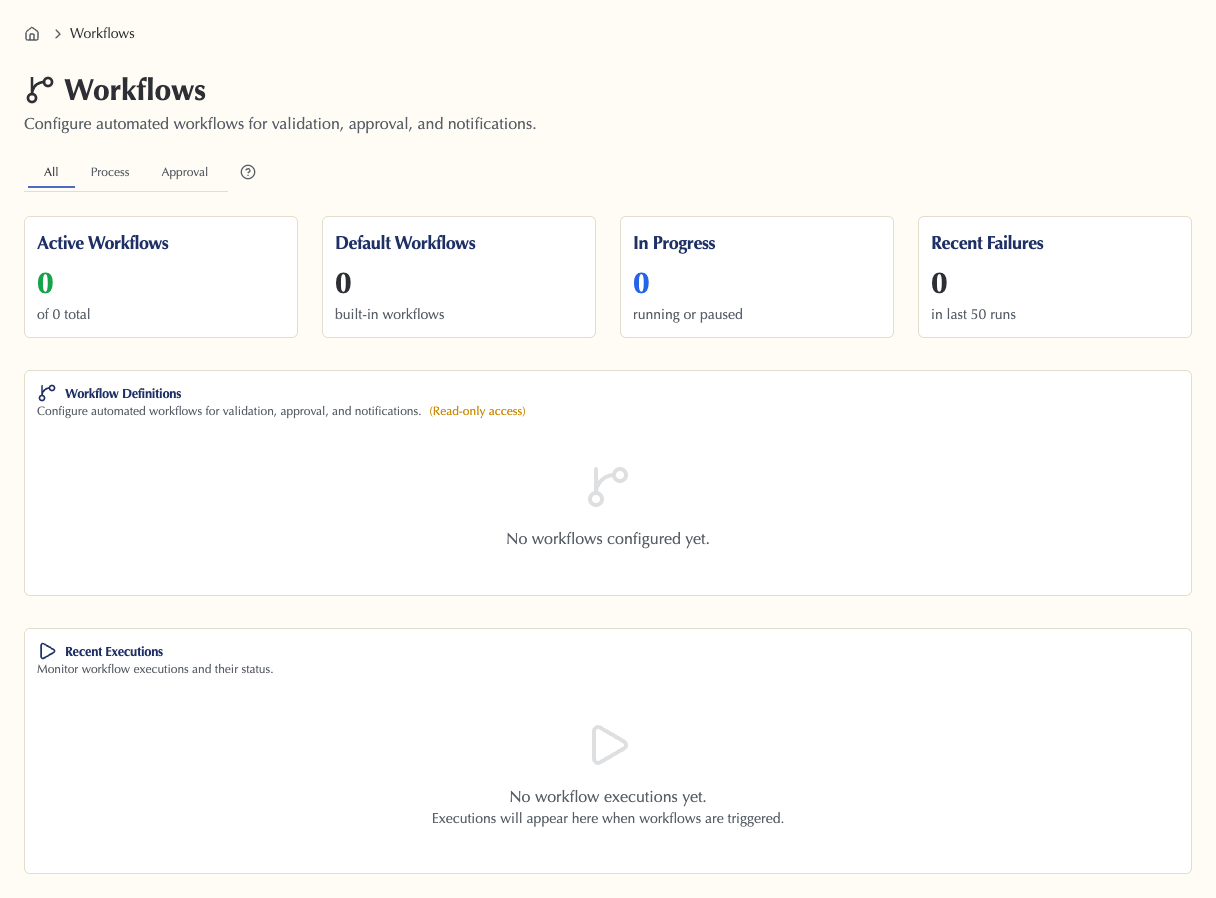 Workflows
Workflows
Configure automated workflows for validation, approval, and notifications.
All Process Approval
Active Workflows
0
of 0 total
Default Workflows
0
built-in workflows
In Progress
0
running or paused
Recent Failures
0
in last 50 runs
Workflow Definitions
Configure automated workflows for validation, approval, and notifications. (Read-only access)
No workflows configured yet.
Recent Executions
Monitor workflow executions and their status.
No workflow executions yet.
Executions will appear here when workflows are triggered.